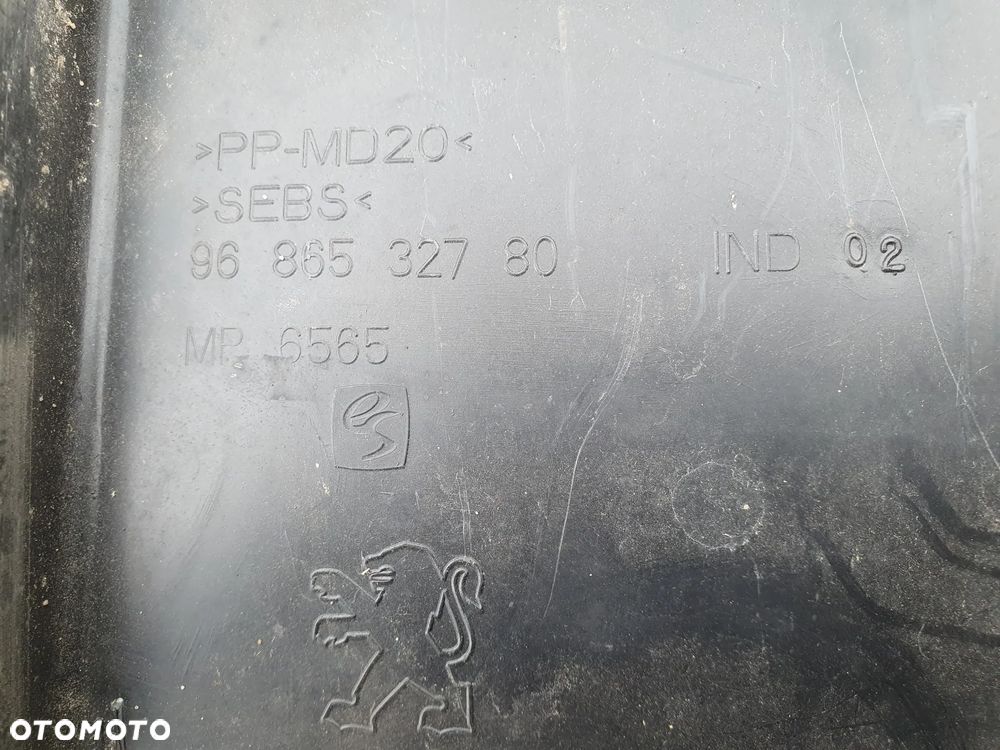 >PP-MD20<
>SEBS<
96 865 327 80 IND 02
MP. 6565
OTOMOTO